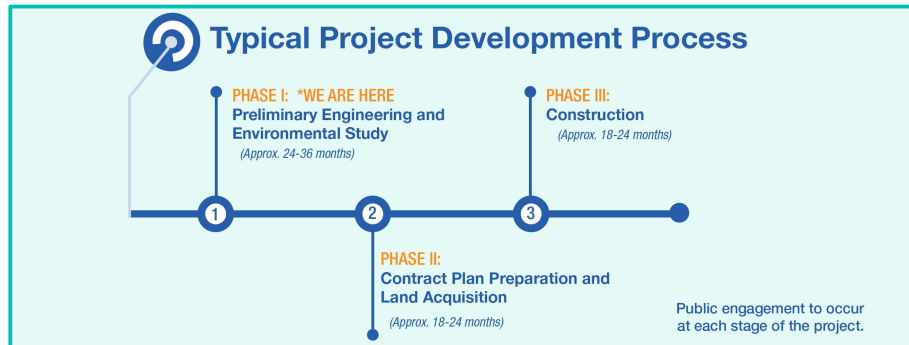 Typical Project Development Process
PHASE I: *WE ARE HERE
Preliminary Engineering and
Environmental Study
(Approx. 24-36 months)
PHASE III:
Construction
(Approx. 18-24 months)
1
2
3
PHASE II:
Contract Plan Preparation and
Land Acquisition
(Approx. 18-24 months)
Public engagement to occur
at each stage of the project.